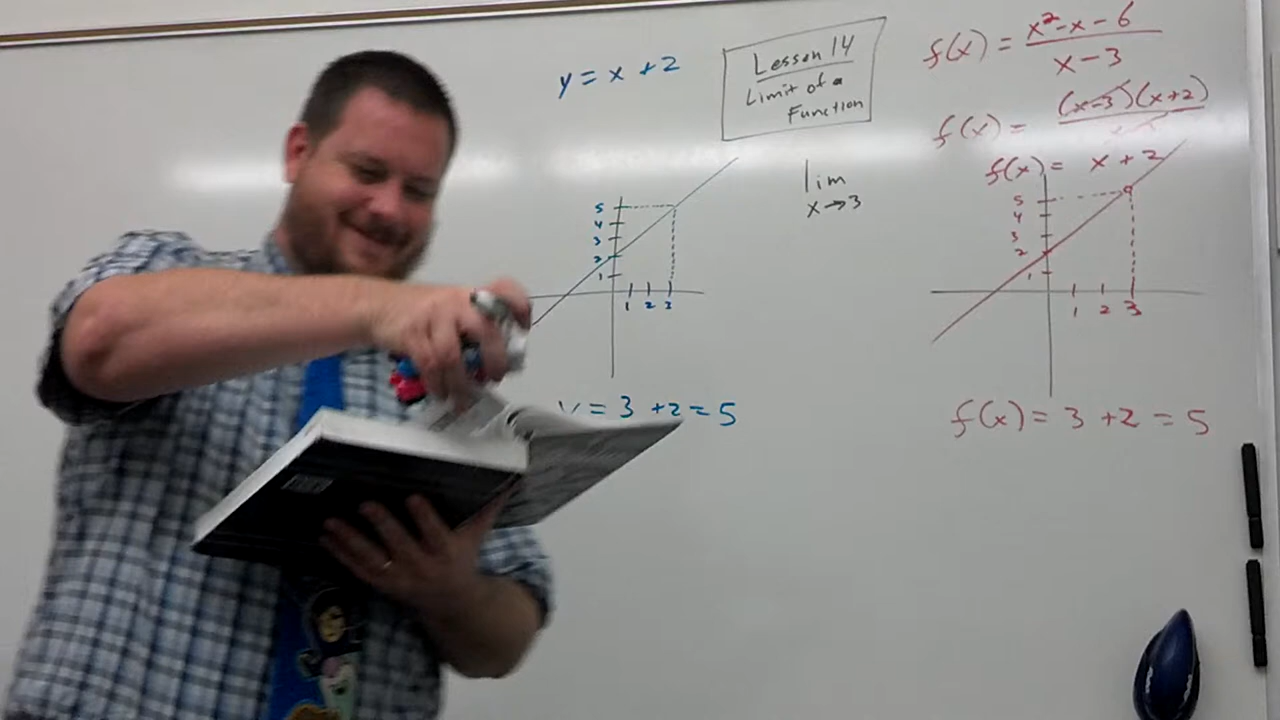 y = x + 2
5
4
3
2
1
1 2 3
y = 3 + 2 = 5
Lesson 14
Limit of a
Function
lim
x→3
f(x) = x² - x - 6
x - 3
f(x) = (x-3)(x+2)
f(x) = x + 2
5
4
3
2
1
1 2 3
f(x) = 3 + 2 = 5